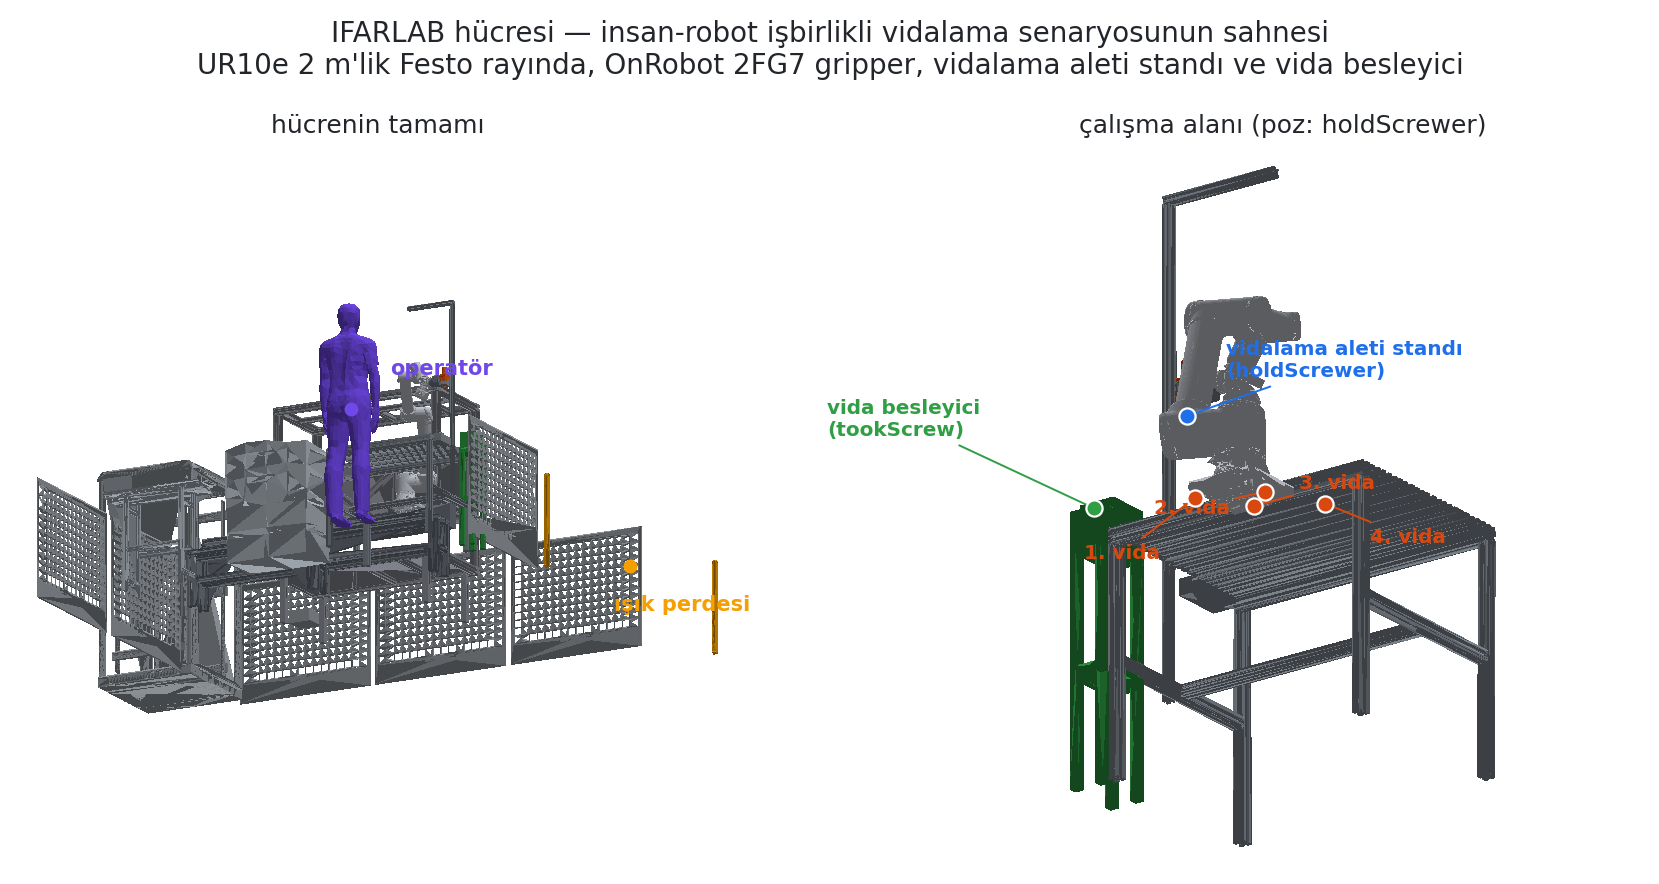 IFARLAB hücresi — insan-robot işbirlikli vidalama senaryosunun sahnesi
UR10e 2 m'lik Festo rayında, OnRobot 2FG7 gripper, vidalama aleti standı ve vida besleyici
hücrenin tamamı
çalışma alanı (poz: holdScrewer)
operatör
ışık perdesi
vidalama aleti standı
(holdScrewer)
vida besleyici
(tookScrew)
3. vida
2. vida
4. vida
1. vida